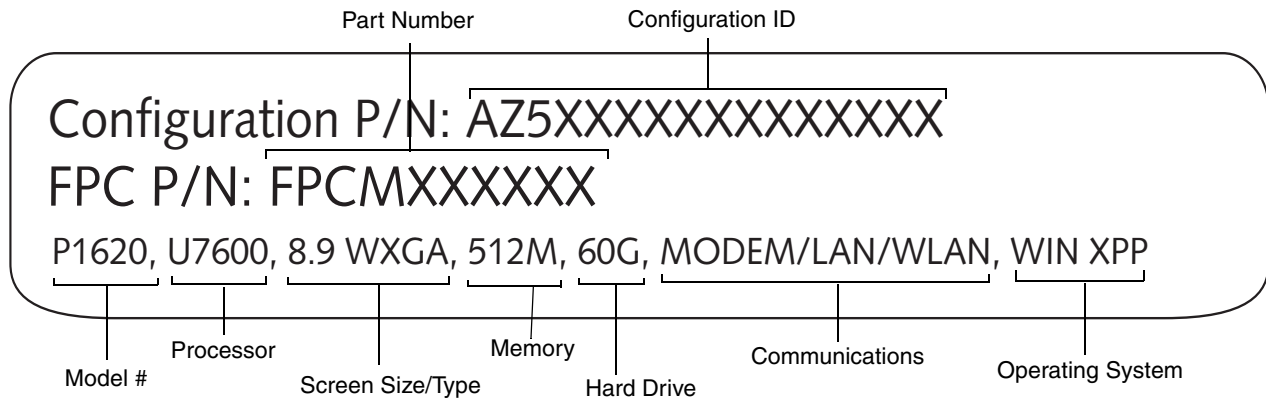 Part Number
Configuration ID
Configuration P/N: AZ5XXXXXXXXXXXXX
FPC P/N: FPCMXXXXXX
P1620, U7600, 8.9 WXGA, 512M, 60G, MODEM/LAN/WLAN, WIN XPP
Model #
Processor
Screen Size/Type
Memory
Hard Drive
Communications
Operating System